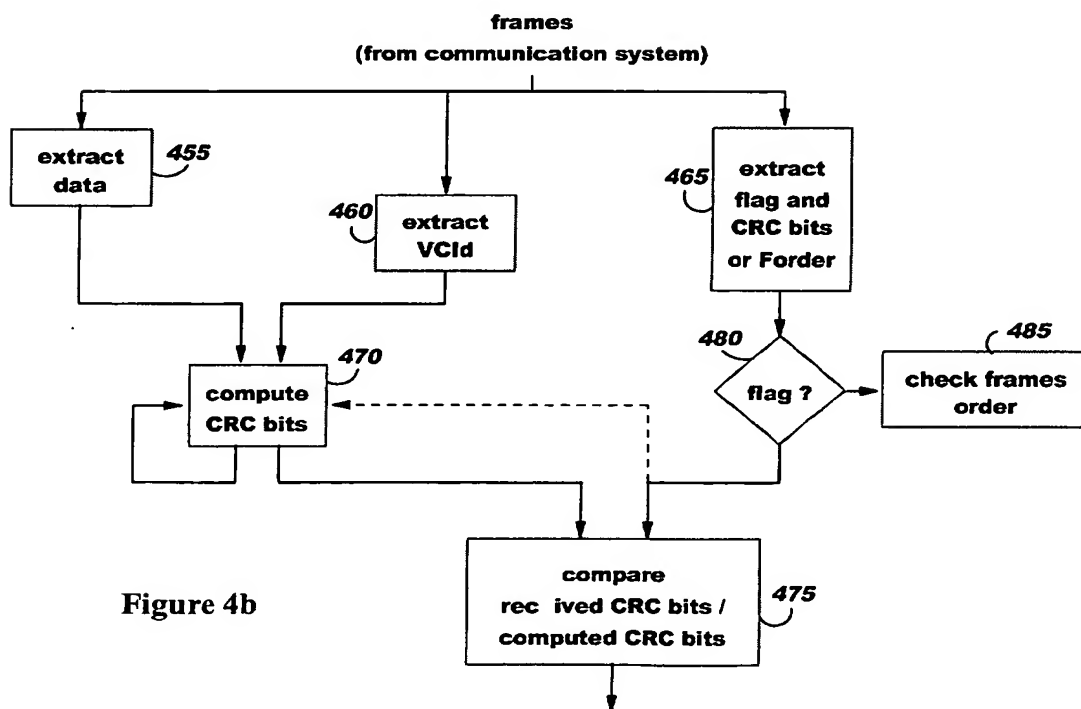 frames
(from communication system)
extract
data
455
460
extract
VCId
465
extract
flag and
CRC bits
or Forder
470
compute
CRC bits
480
flag ?
485
check frames
order
compare
rec ived CRC bits /
computed CRC bits
475
Figure 4b